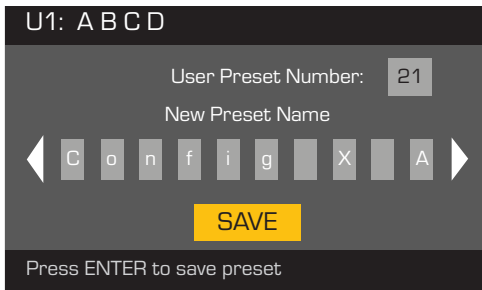 U1: A B C D
User Preset Number: 21
New Preset Name
C o n f i g X A
SAVE
Press ENTER to save preset